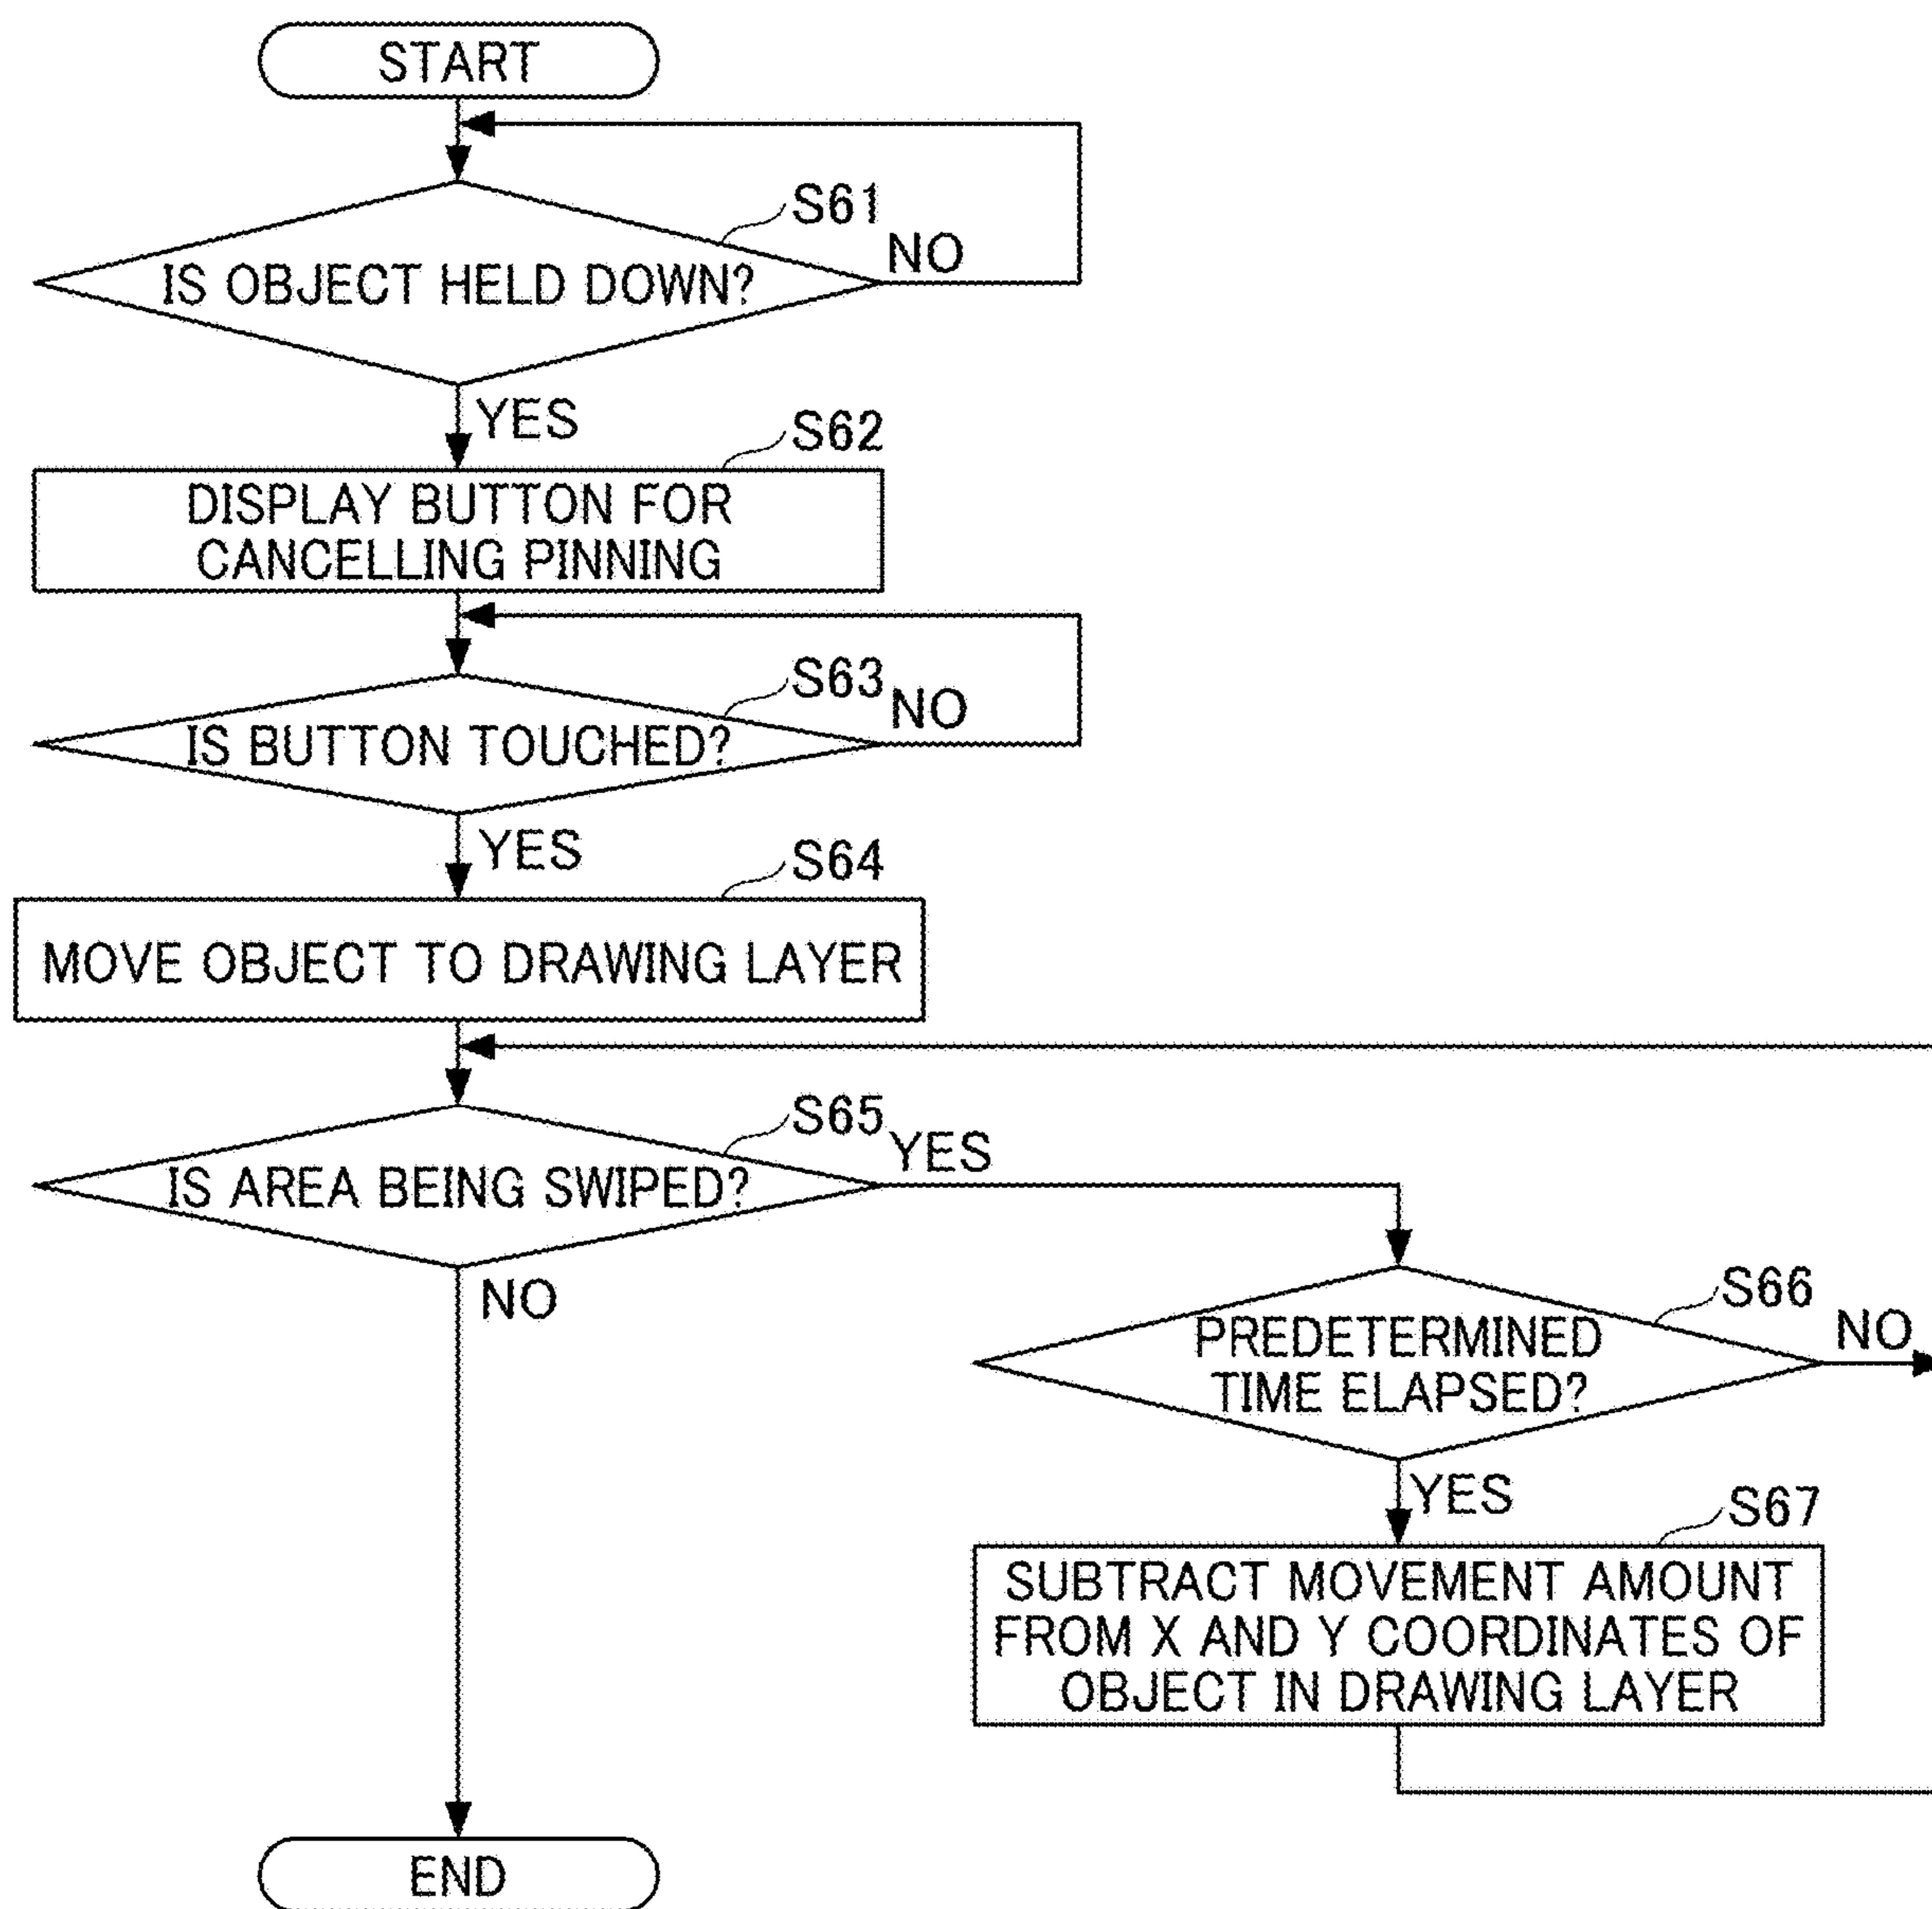 START
S61
NO
IS OBJECT HELD DOWN?
YES
S62
DISPLAY BUTTON FOR
CANCELLING PINNING
S63
NO
IS BUTTON TOUCHED?
YES
S64
MOVE OBJECT TO DRAWING LAYER
S65
YES
IS AREA BEING SWIPED?
NO
S66
NO
PREDETERMINED
TIME ELAPSED?
YES
S67
SUBTRACT MOVEMENT AMOUNT
FROM X AND Y COORDINATES OF
OBJECT IN DRAWING LAYER
END